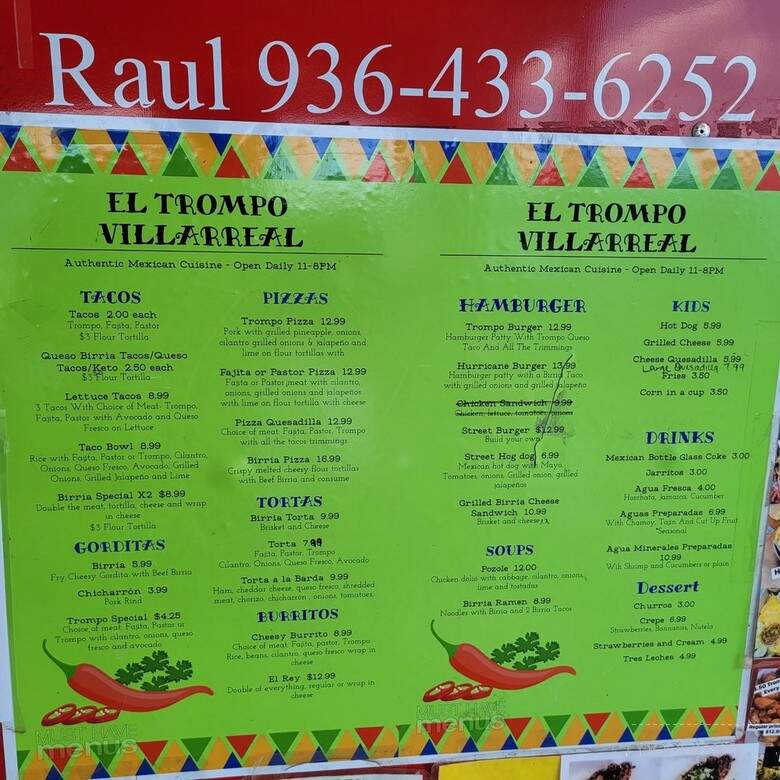 Raul 936-433-6252
EL TROMPO
VILLARREAL
Authentic Mexican Cuisine - Open Daily 11-8PM
TACOS
Tacos 2.00 each
Trompo, Fajita, Pastor
$3 Flour Tortilla
Queso Birria Tacos/Queso
Tacos/Keto 2.50 each
$3 Flour Tortilla
Lettuce Tacos 8.99
3 Tacos With Choice of Meat- Trompo,
Fajita, Pastor with Avocado and Queso
Fresco on Lettuce
Taco Bowl 8.99
Rice with Fajita, Pastor or Trompo, Cilantro,
Onions, Queso Fresco, Avocado, Grilled
Onions, Grilled Jalapeño and Lime
Birria Special X2 $8.99
Double the meat, tortilla, cheese and wrap
in cheese
$3 Flour Tortilla
GORDITAS
Birria 5.99
Fry Cheesy Gordita with Beef Birria
Chicharrón 3.99
Pork Rind
Trompo Special $4.25
Choice of meat: Fajita, Pastor or
Trompo with cilantro, onions, queso
fresco and avocado
PIZZAS
Trompo Pizza 12.99
Pork with grilled pineapple, onions,
cilantro grilled onions & jalapeño and
lime on flour tortillas with
Fajita or Pastor Pizza 12.99
Fajita or Pastor meat with cilantro,
onions, grilled onions and jalapeños
with lime on flour tortilla with cheese
Pizza Quesadilla 12.99
Choice of meat: Fajita, Pastor, Trompo
with all the tacos trimmings
Birria Pizza 16.99
Crispy melted cheesy flour tortillas
with Beef Birria and consume
TORTAS
Birria Torta 9.99
Brisket and Cheese
Torta 7.99
Fajita, Pastor, Trompo
Cilantro, Onions, Queso Fresco, Avocado
Torta a la Barda 9.99
Ham, cheddar cheese, queso fresco, shredded
meat, chorizo, chicharrón, onions, tomatoes,
BURRITOS
Cheesy Burrito 8.99
Choice of meat: Fajita, pastor, Trompo
Rice, beans, cilantro, queso fresco wrap in
cheese
El Rey $12.99
Double of everything, regular or wrap in
cheese
EL TROMPO
VILLARREAL
Authentic Mexican Cuisine - Open Daily 11-8PM
HAMBURGER
Trompo Burger 12.99
Hamburger Patty With Trompo Queso
Taco And All The Trimmings
Hurricane Burger 13.99
Hamburger patty with a Birria Taco
with grilled onions and grilled jalapeño
Chicken Sandwich 9.99
Chicken, lettuce, tomatoes, onions
Street Burger $12.99
Build your own
Street Hog dog 6.99
Mexican hot dog with Mayo,
Tomatoes, onions, Grilled onion, grilled
jalapeños
Grilled Birria Cheese
Sandwich 10.99
Brisket and cheese
SOUPS
Pozole 12.00
Chicken delio with cabbage, cilantro, onions,
lime and tostadas
Birria Ramen 8.99
Noodles with Birria and 2 Birria Tacos
KIDS
Hot Dog 5.99
Grilled Cheese 5.99
Cheese Quesadilla 5.99
Large Quesadilla 7.99
Fries 3.50
Corn in a cup 3.50
DRINKS
Mexican Bottle Glass Coke 3.00
Jarritos 3.00
Agua Fresca 4.00
Horchata, Jamaica, Cucumber
Aguas Preparadas 6.99
With Chamoy, Tajin And Cut Up Fruit
*Seasonal
Agua Minerales Preparadas
10.99
With Shrimp and Cucumbers or plain
Dessert
Churros 3.00
Crepe 6.99
Strawberries, Bannanas, Nutela
Strawberries and Cream 4.99
Tres Leches 4.99
MUST HAVE
menus
MUST HAVE
menus